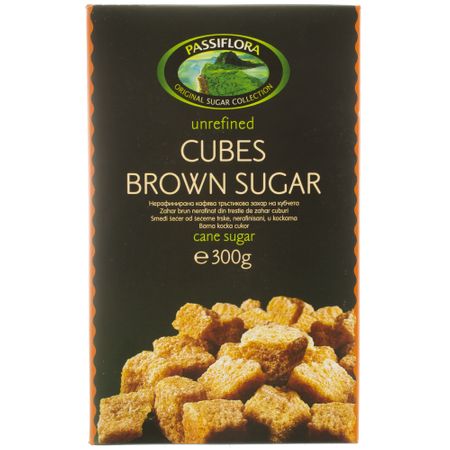 PASSIFLORA
ORIGINAL SUGAR COLLECTION
unrefined
CUBES
BROWN SUGAR
Нерафинирана кафява тръстикова захар на кубчета
Zahar brun nerafinat din trestie de zahar cuburi
Smeđi šećer od šećerne trske, nerafinisani, u kockama
Barna kocka cukor
cane sugar
℮300g